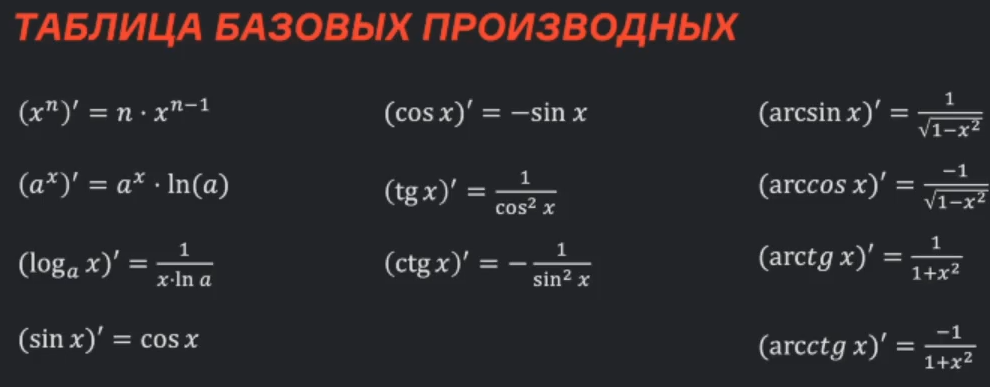 ТАБЛИЦА БАЗОВЫХ ПРОИЗВОДНЫХ
(xⁿ)′ = n · xⁿ⁻¹
(aˣ)′ = aˣ · ln(a)
(logₐ x)′ = 1/(x·ln a)
(sin x)′ = cos x
(cos x)′ = −sin x
(tg x)′ = 1/(cos² x)
(ctg x)′ = − 1/(sin² x)
(arcsin x)′ = 1/√(1−x²)
(arccos x)′ = −1/√(1−x²)
(arctg x)′ = 1/(1+x²)
(arcctg x)′ = −1/(1+x²)